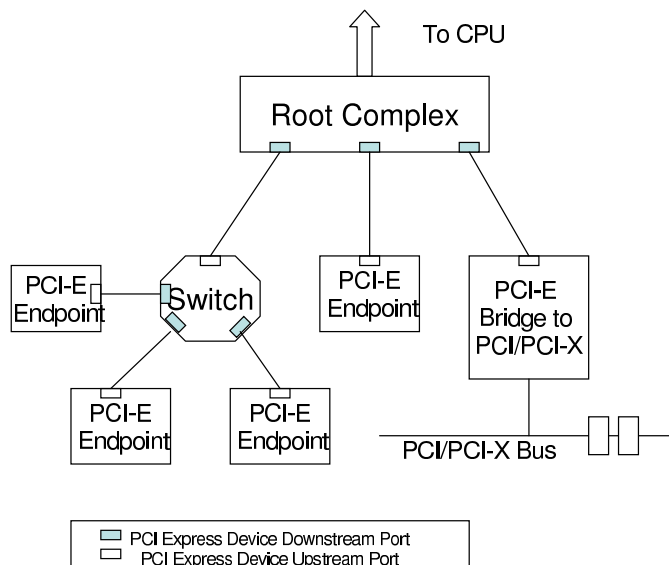 To CPU
Root Complex
PCI-E
Endpoint
Switch
PCI-E
Endpoint
PCI-E
Bridge to
PCI/PCI-X
PCI-E
Endpoint
PCI-E
Endpoint
PCI/PCI-X Bus
PCI Express Device Downstream Port
PCI Express Device Upstream Port